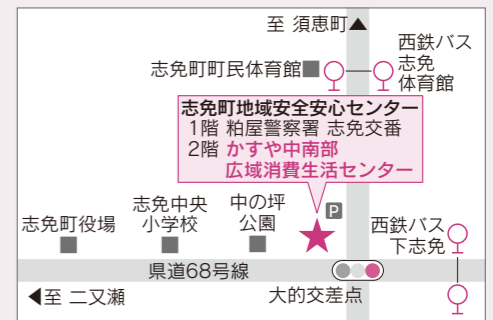 至 須恵町▲
西鉄バス
志免
体育館
志免町町民体育館
志免町地域安全安心センター
1階 粕屋警察署 志免交番
2階 かすや中南部
広域消費生活センター
P
志免町役場
志免中央
小学校
中の坪
公園
西鉄バス
下志免
県道68号線
◀至 二又瀬
大的交差点